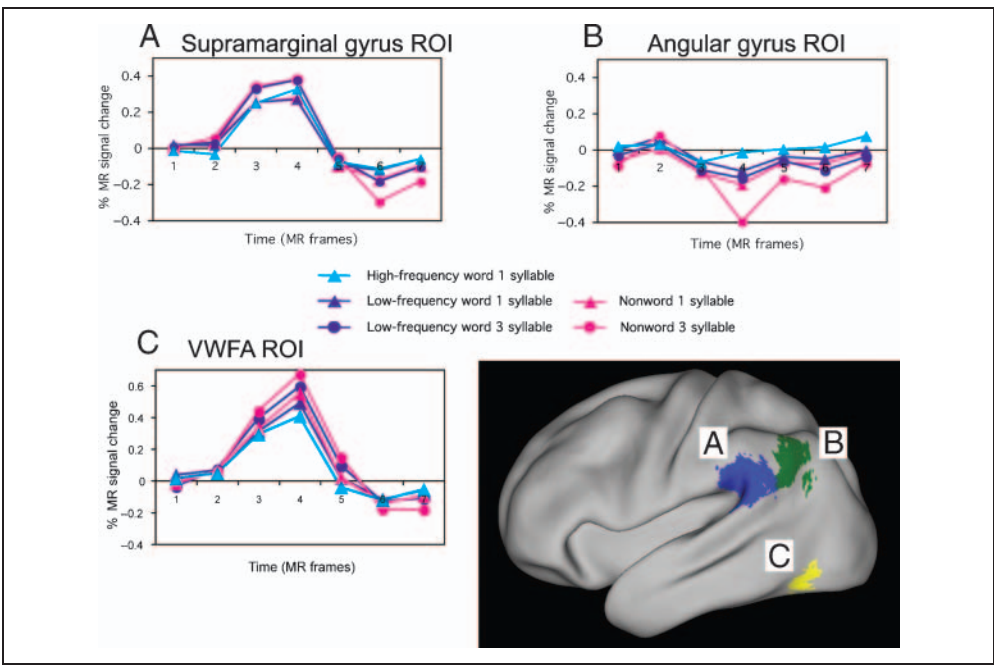 A Supramarginal gyrus ROI
% MR signal change
0.4
0.2
0
−0.2
−0.4
1 2 3 4 5 6 7
Time (MR frames)
B Angular gyrus ROI
% MR signal change
0.4
0.2
0
−0.2
−0.4
1 2 3 4 5 6 7
Time (MR frames)
High-frequency word 1 syllable
Low-frequency word 1 syllable
Nonword 1 syllable
Low-frequency word 3 syllable
Nonword 3 syllable
C VWFA ROI
% MR signal change
0.6
0.4
0.2
0
−0.2
−0.4
1 2 3 4 5 6 7
Time (MR frames)
A B
C